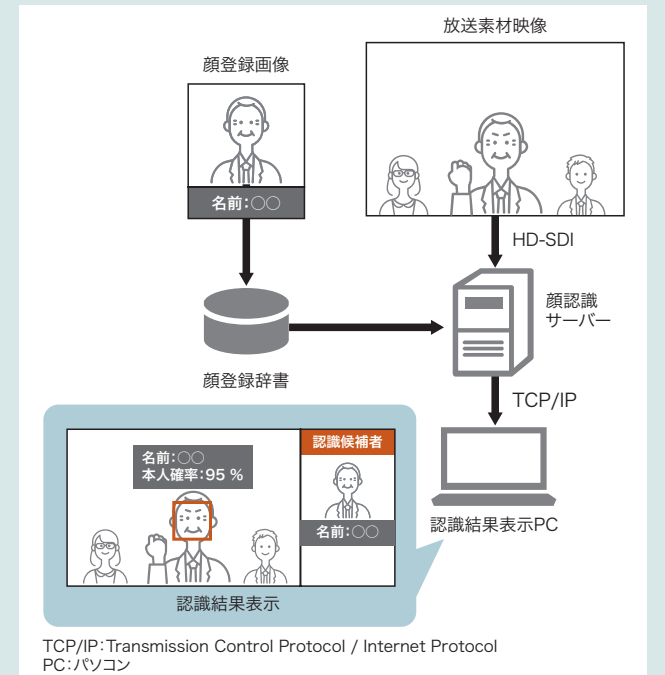 放送素材映像
顔登録画像
名前:○○
HD-SDI
顔認識
サーバー
顔登録辞書
TCP/IP
認識候補者
名前:○○
本人確率:95 %
名前:○○
認識結果表示PC
認識結果表示
TCP/IP:Transmission Control Protocol / Internet Protocol
PC:パソコン